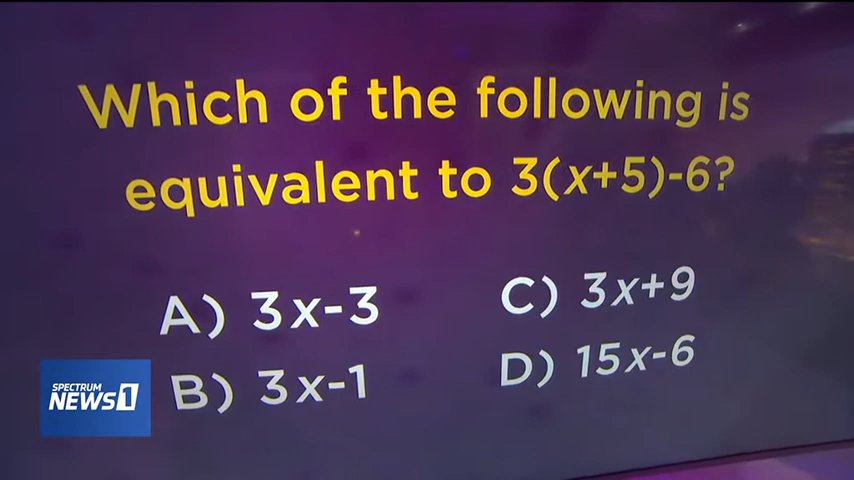 Which of the following is
equivalent to 3(x+5)-6?
A) 3x-3
C) 3x+9
B) 3x-1
D) 15x-6
SPECTRUM
NEWS1